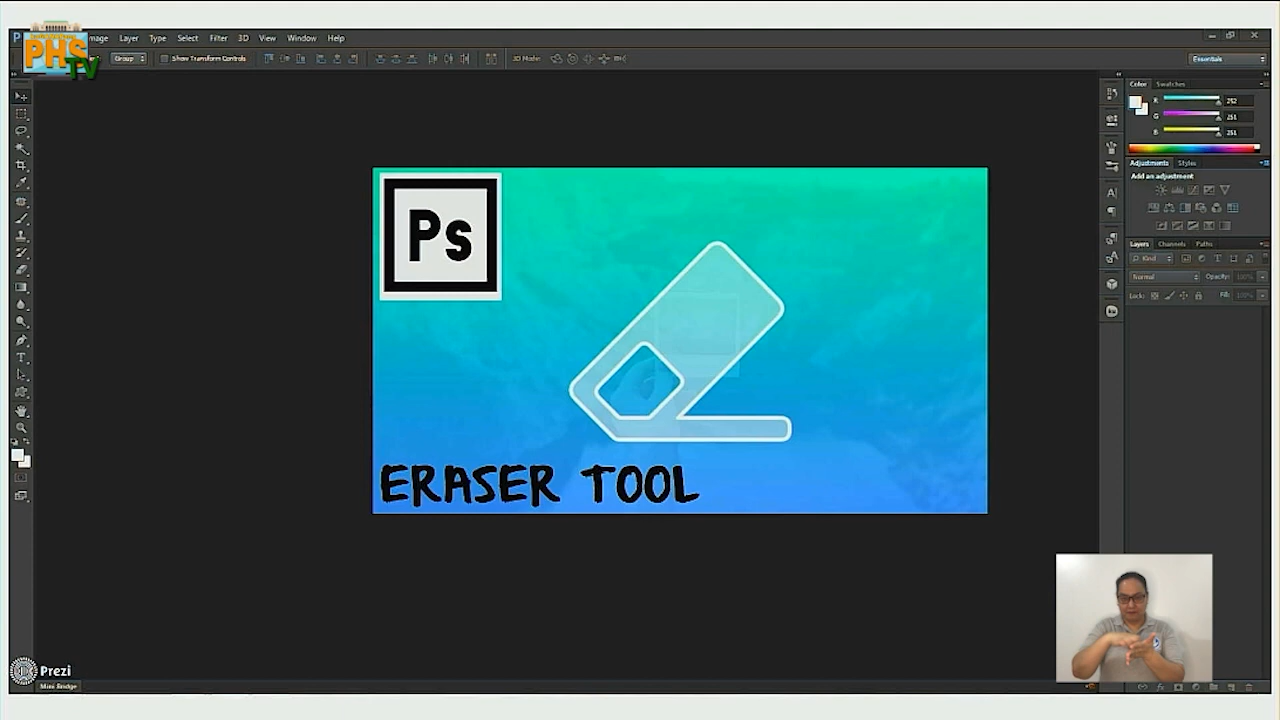 PHS
TV
Image Layer Type Select Filter 3D View Window Help
Group
Show Transform Controls
3D Mode:
Essentials
Color Swatches
R 252
G 251
B 251
Adjustments Styles
Add an adjustment
Layers Channels Paths
Kind
Normal Opacity: 100%
Lock: Fill: 100%
Ps
ERASER TOOL
Prezi
Mini Bridge